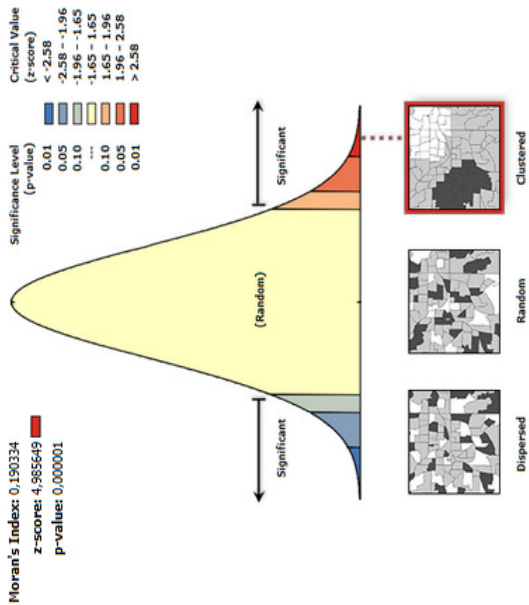 Moran's Index: 0,190334
z-score: 4,985649
p-value: 0,000001
Significance Level
(p-value)
Critical Value
(z-score)
0.01 < -2.58
0.05 -2.58 – -1.96
0.10 -1.96 – -1.65
--- -1.65 – 1.65
0.10 1.65 – 1.96
0.05 1.96 – 2.58
0.01 > 2.58
Significant
(Random)
Significant
Dispersed
Random
Clustered